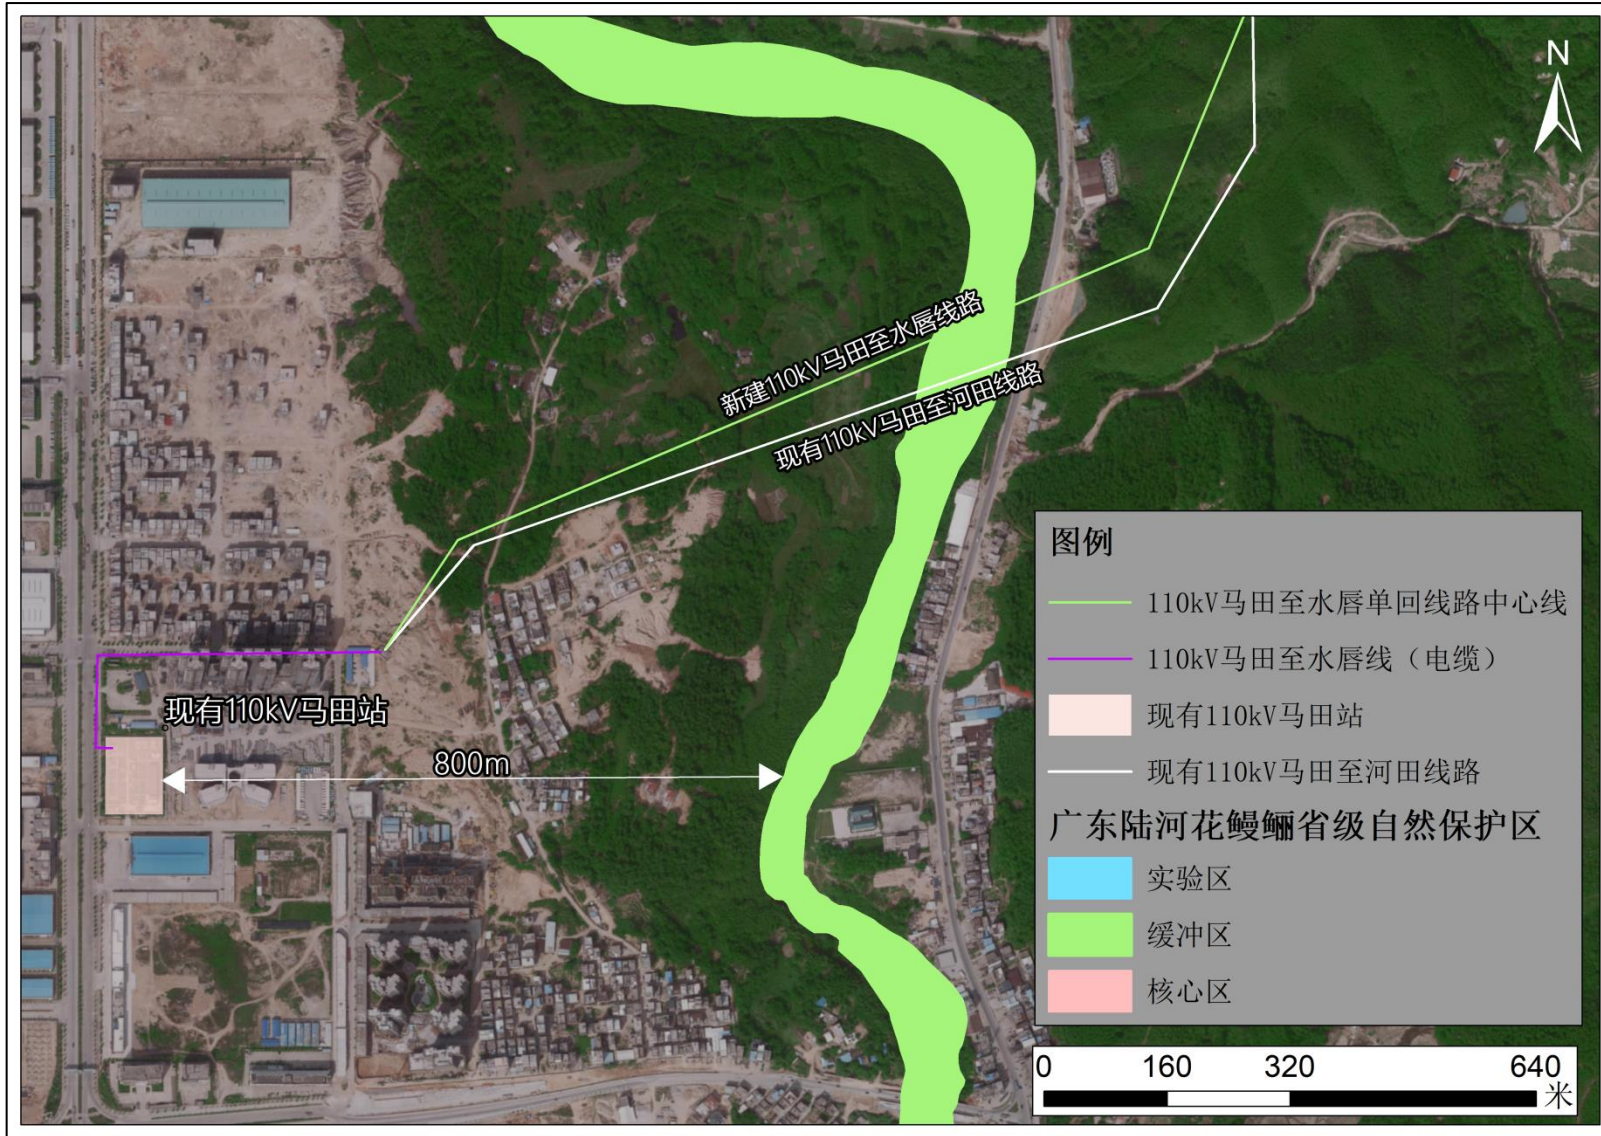 N
新建110kV马田至水唇线路
现有110kV马田至河田线路
现有110kV马田站
800m
图例
110kV马田至水唇单回线路中心线
110kV马田至水唇线（电缆）
现有110kV马田站
现有110kV马田至河田线路
广东陆河花鳗鲡省级自然保护区
实验区
缓冲区
核心区
0 160 320 640
米